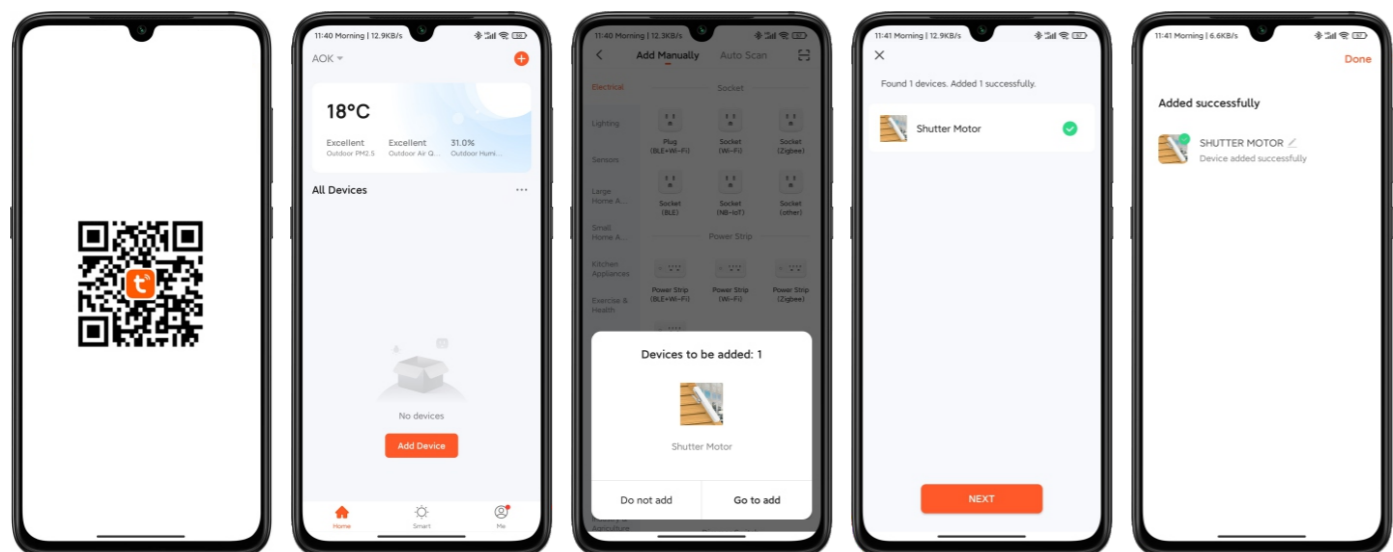 t
11:40 Morning | 12.9KB/s
AOK
18°C
Excellent Excellent 31.0%
Outdoor PM2.5 Outdoor Air Q... Outdoor Humi...
All Devices
No devices
Add Device
Home Smart Me
11:40 Morning | 12.3KB/s
Add Manually Auto Scan
Electrical
Lighting
Sensors
Large
Home A...
Small
Home A...
Kitchen
Appliances
Exercise &
Health
Socket
Plug Socket Socket
(BLE+Wi-Fi) (Wi-Fi) (Zigbee)
Socket Socket Socket
(BLE) (NB-IoT) (other)
Power Strip
Power Strip Power Strip Power Strip
(BLE+Wi-Fi) (Wi-Fi) (Zigbee)
Devices to be added: 1
Shutter Motor
Do not add Go to add
Agriculture
11:41 Morning | 12.9KB/s
Found 1 devices. Added 1 successfully.
Shutter Motor
NEXT
11:41 Morning | 6.6KB/s
Done
Added successfully
SHUTTER MOTOR
Device added successfully